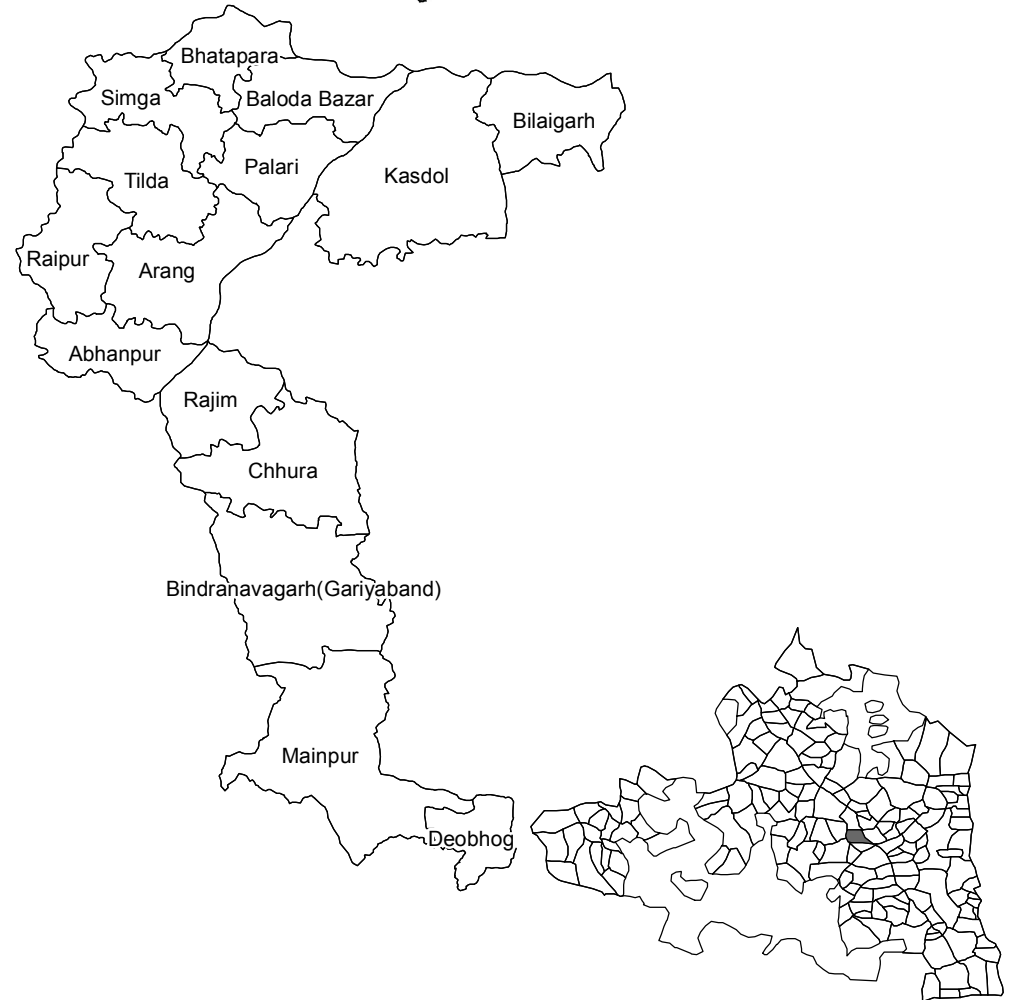 Bhatapara
Simga
Baloda Bazar
Bilaigarh
Palari
Kasdol
Tilda
Raipur
Arang
Abhanpur
Rajim
Chhura
Bindranavagarh(Gariyaband)
Mainpur
Deobhog